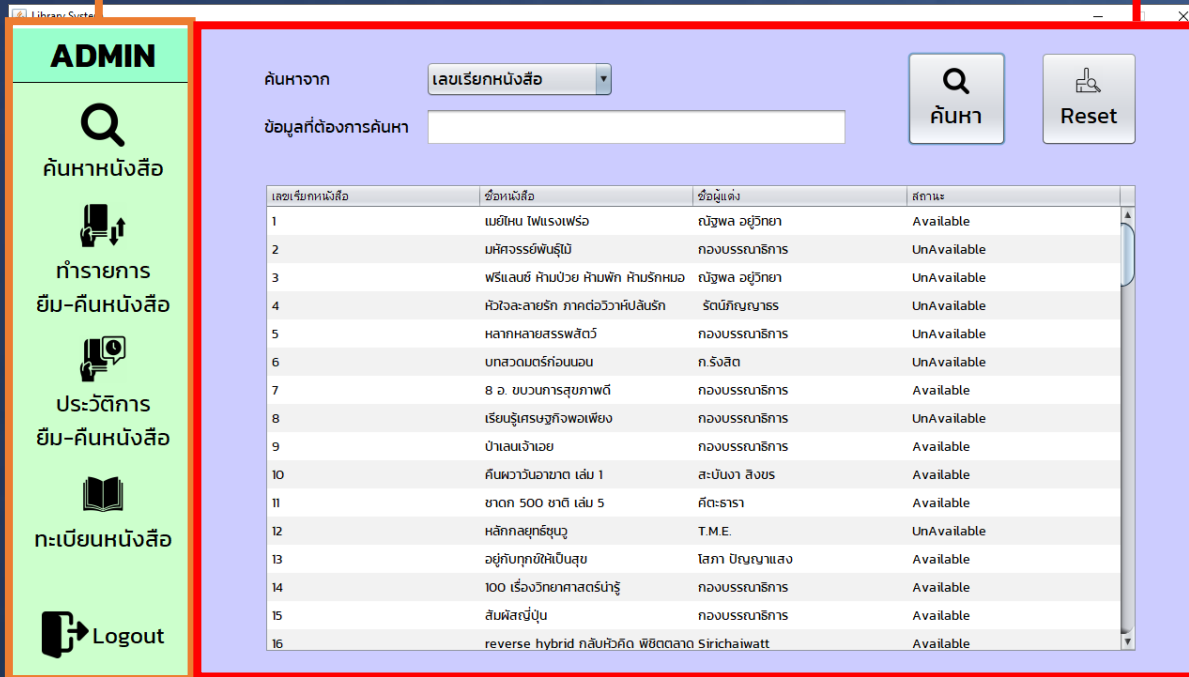 Library System
ADMIN
ค้นหาหนังสือ
ทำรายการ
ยืม-คืนหนังสือ
ประวัติการ
ยืม-คืนหนังสือ
ทะเบียนหนังสือ
Logout
ค้นหาจาก เลขเรียกหนังสือ
ข้อมูลที่ต้องการค้นหา
ค้นหา
Reset
เลขเรียกหนังสือ ชื่อหนังสือ ชื่อผู้แต่ง สถานะ
1 เมย์ไหน ไฟแรงเฟร่อ ณัฐพล อยู่วิทยา Available
2 มหัศจรรย์พันธุ์ไม้ กองบรรณาธิการ UnAvailable
3 ฟรีแลนซ์ ห้ามป่วย ห้ามพัก ห้ามรักหมอ ณัฐพล อยู่วิทยา UnAvailable
4 หัวใจละลายรัก ภาคต่อวิวาห์ปล้นรัก รัตน์ภิญญาธร UnAvailable
5 หลากหลายสรรพสัตว์ กองบรรณาธิการ UnAvailable
6 บทสวดมตร์ก่อนนอน ก.รังสิต UnAvailable
7 8 อ. ขบวนการสุขภาพดี กองบรรณาธิการ Available
8 เรียนรู้เศรษฐกิจพอเพียง กองบรรณาธิการ UnAvailable
9 ป่าเลนเจ้าเอย กองบรรณาธิการ Available
10 คืนผวาวันอาฆาต เล่ม 1 สะบันงา สิงขร Available
11 ชาดก 500 ชาติ เล่ม 5 คีตะธารา Available
12 หลักกลยุทธ์ซุนวู T.M.E. UnAvailable
13 อยู่กับทุกข์ให้เป็นสุข โสภา ปัญญาแสง Available
14 100 เรื่องวิทยาศาสตร์น่ารู้ กองบรรณาธิการ Available
15 สัมผัสญี่ปุ่น กองบรรณาธิการ Available
16 reverse hybrid กลับหัวคิด พิชิตตลาด Sirichaiwatt Available